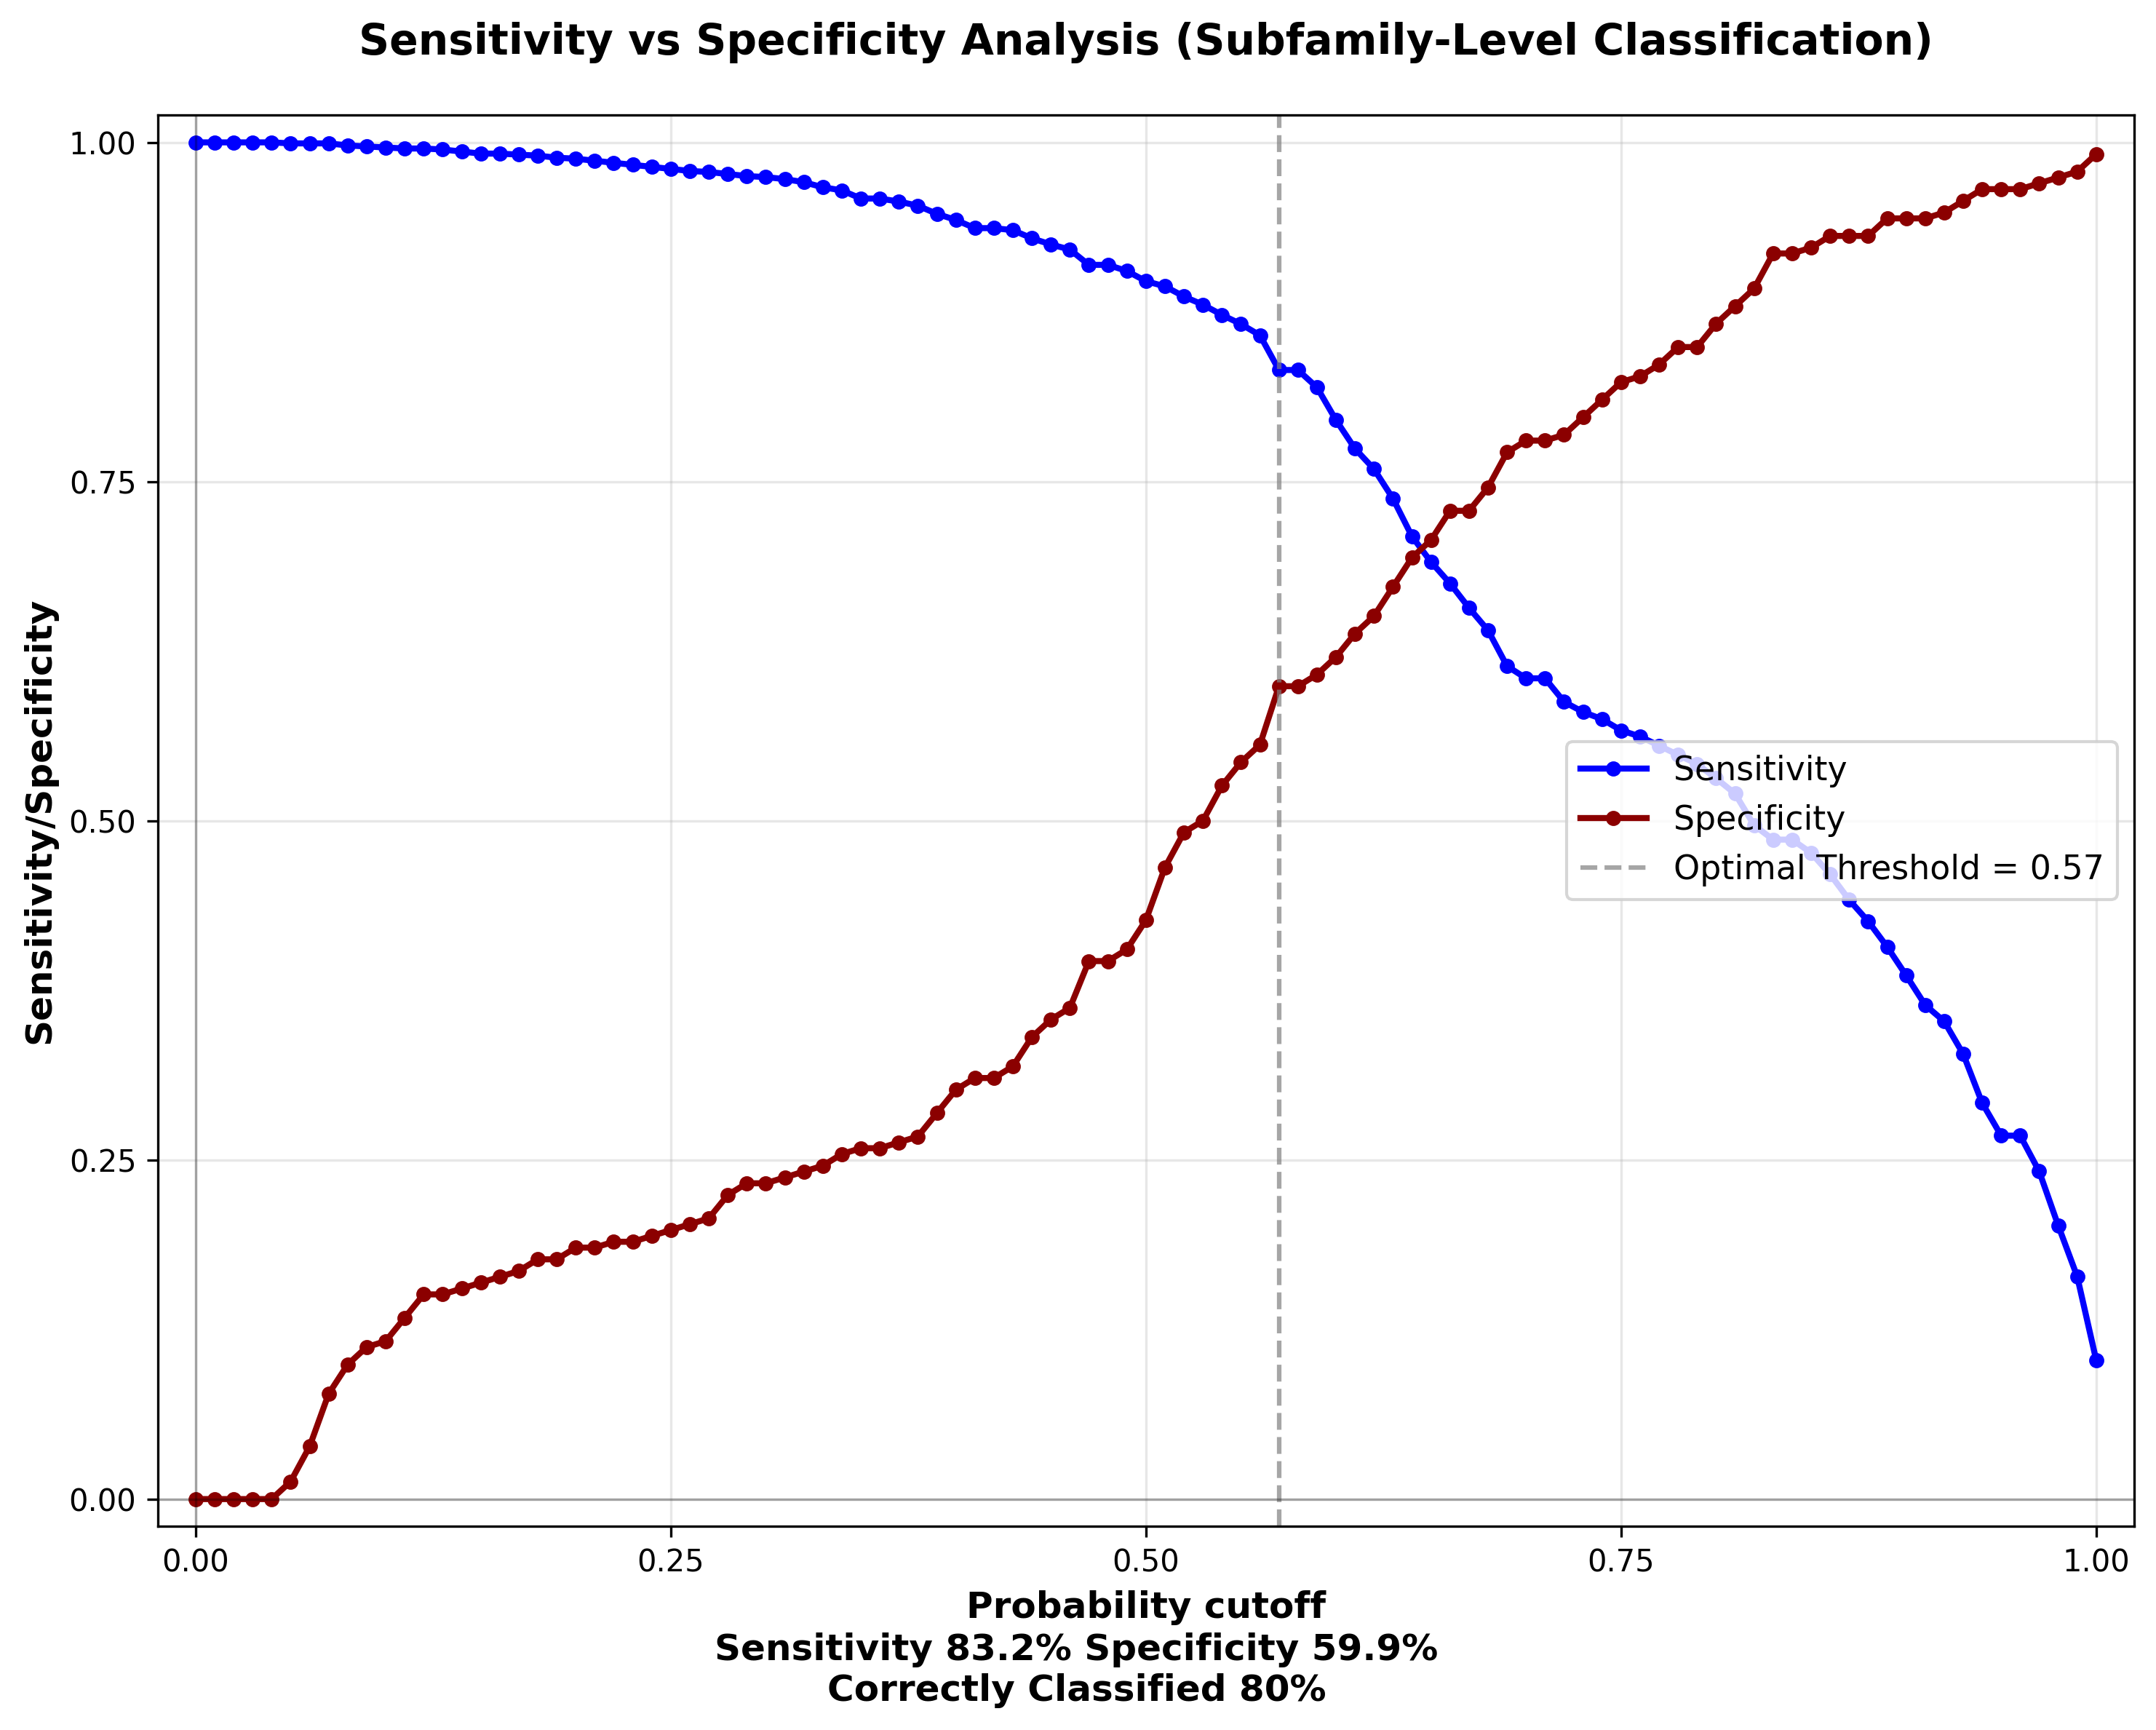 Sensitivity vs Specificity Analysis (Subfamily-Level Classification)
Sensitivity/Specificity
1.00
0.75
0.50
0.25
0.00
Sensitivity
Specificity
Optimal Threshold = 0.57
0.00 0.25 0.50 0.75 1.00
Probability cutoff
Sensitivity 83.2% Specificity 59.9%
Correctly Classified 80%